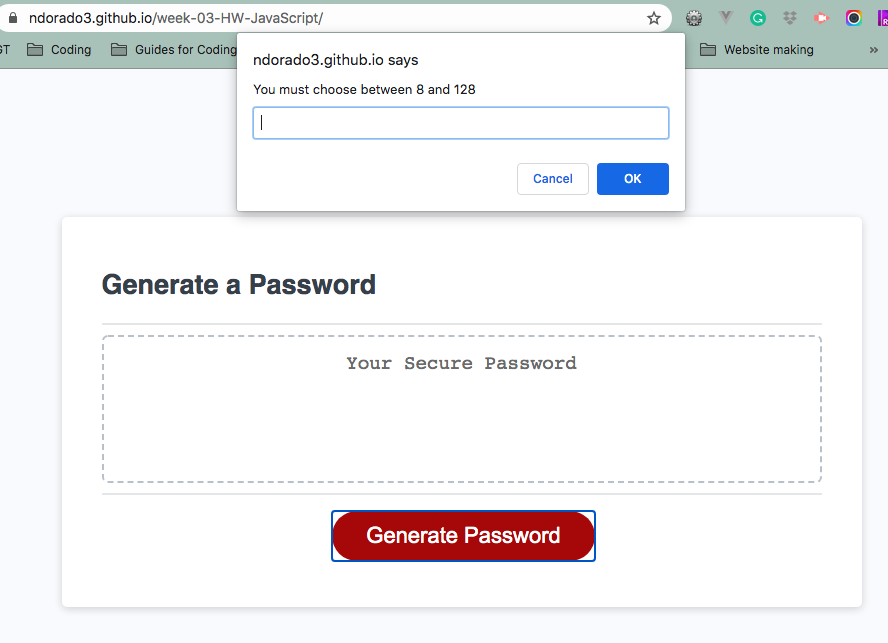 ndorado3.github.io/week-03-HW-JavaScript/
GT Coding Guides for Coding Website making »
ndorado3.github.io says
You must choose between 8 and 128
Cancel OK
Generate a Password
Your Secure Password
Generate Password